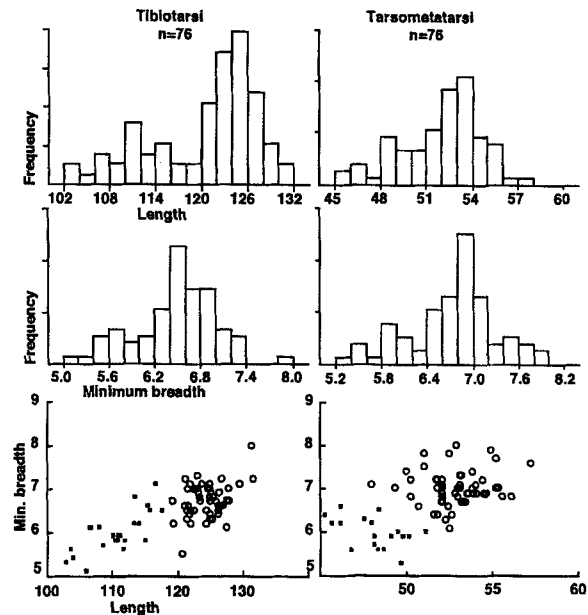 Tibiotarsi Tarsometatarsi
n=76 n=76
Frequency
102 108 114 120 126 132 45 48 51 54 57 60
Length
Frequency
5.0 5.6 6.2 6.8 7.4 8.0 5.2 5.8 6.4 7.0 7.6 8.2
Minimum breadth
9 9
8 8
7 7
6 6
5 5
Min. breadth
100 110 120 130 50 55 60
Length